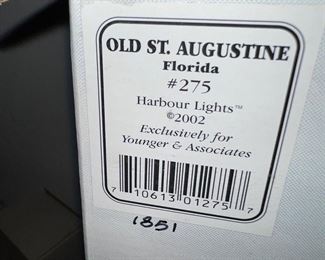 OLD ST. AUGUSTINE
Florida
#275
Harbour Lights™
©2002
Exclusively for
Younger & Associates
7 10613 01275 7
1851